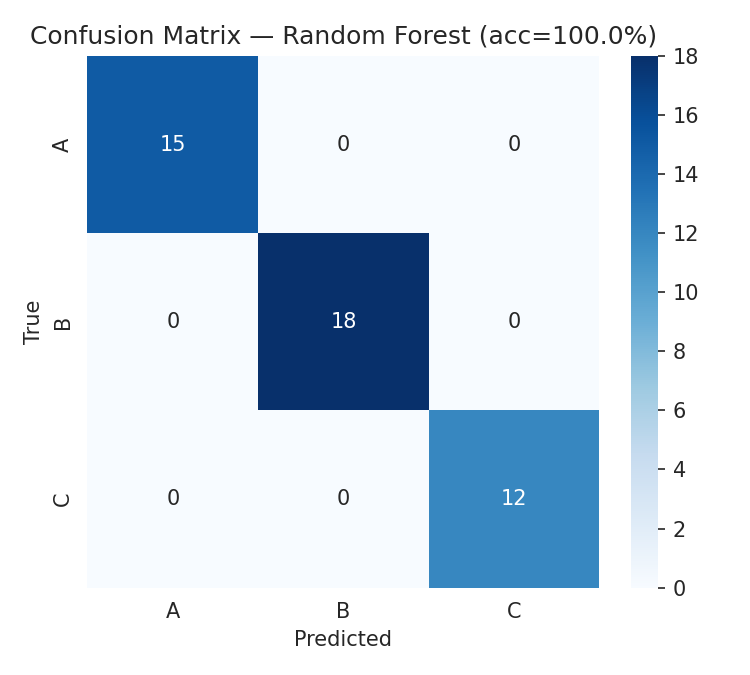 Confusion Matrix — Random Forest (acc=100.0%)
A 15 0 0
True B 0 18 0
C 0 0 12
A B C
Predicted
18
16
14
12
10
8
6
4
2
0